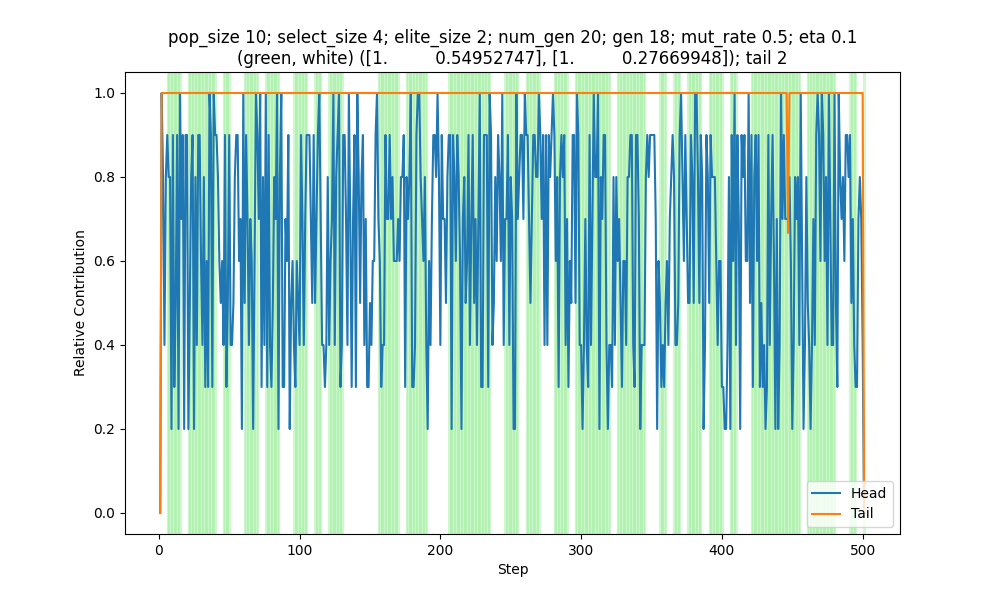 pop_size 10; select_size 4; elite_size 2; num_gen 20; gen 18; mut_rate 0.5; eta 0.1
(green, white) ([1.         0.54952747], [1.         0.27669948]); tail 2
1.0
0.8
0.6
0.4
0.2
0.0
Relative Contribution
Head
Tail
0 100 200 300 400 500
Step